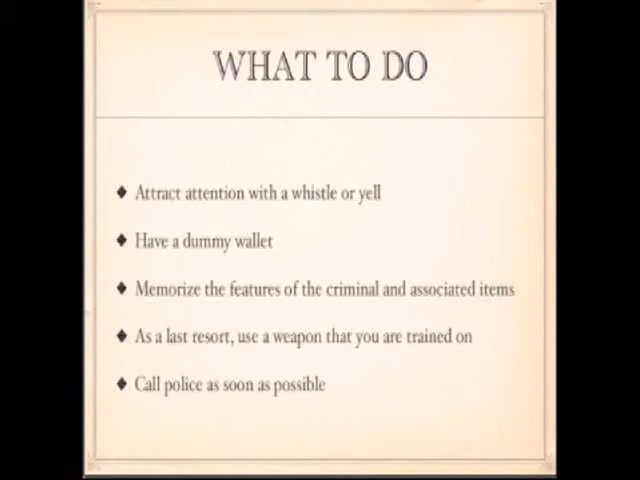 WHAT TO DO
Attract attention with a whistle or yell
Have a dummy wallet
Memorize the features of the criminal and associated items
As a last resort, use a weapon that you are trained on
Call police as soon as possible